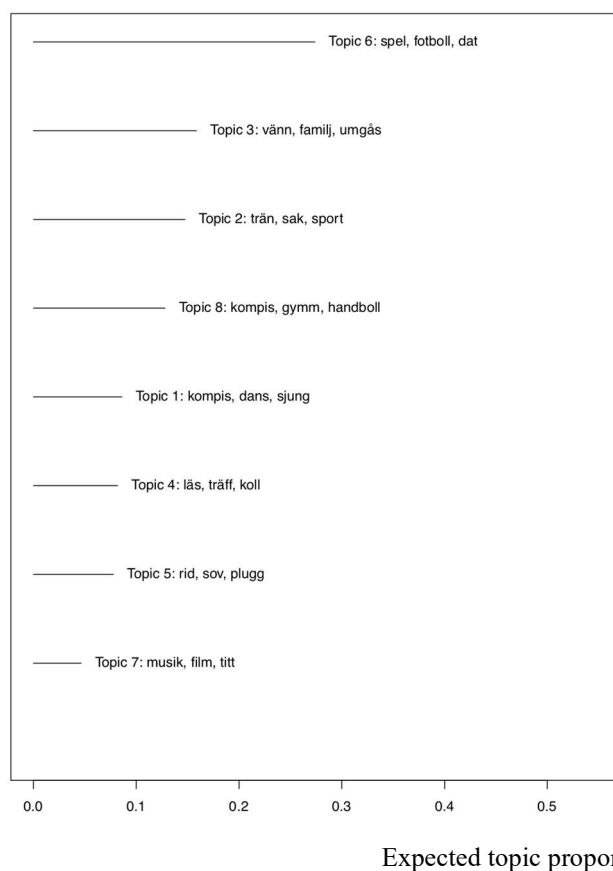 Topic 6: spel, fotboll, dat
Topic 3: vänn, familj, umgås
Topic 2: trän, sak, sport
Topic 8: kompis, gymm, handboll
Topic 1: kompis, dans, sjung
Topic 4: läs, träff, koll
Topic 5: rid, sov, plugg
Topic 7: musik, film, titt
0.0 0.1 0.2 0.3 0.4 0.5
Expected topic propor